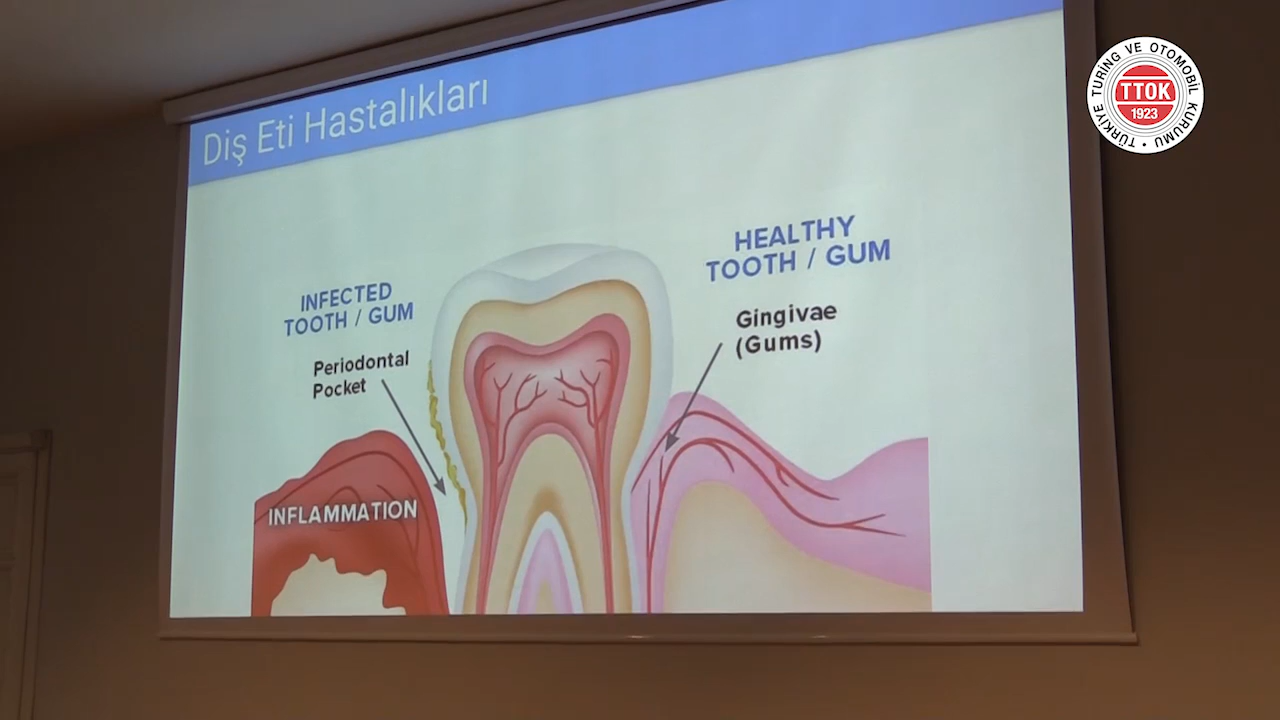 Diş Eti Hastalıkları
INFECTED
TOOTH / GUM
Periodontal
Pocket
INFLAMMATION
HEALTHY
TOOTH / GUM
Gingivae
(Gums)
TÜRKİYE TURİNG VE OTOMOBİL KURUMU
TTOK
1923